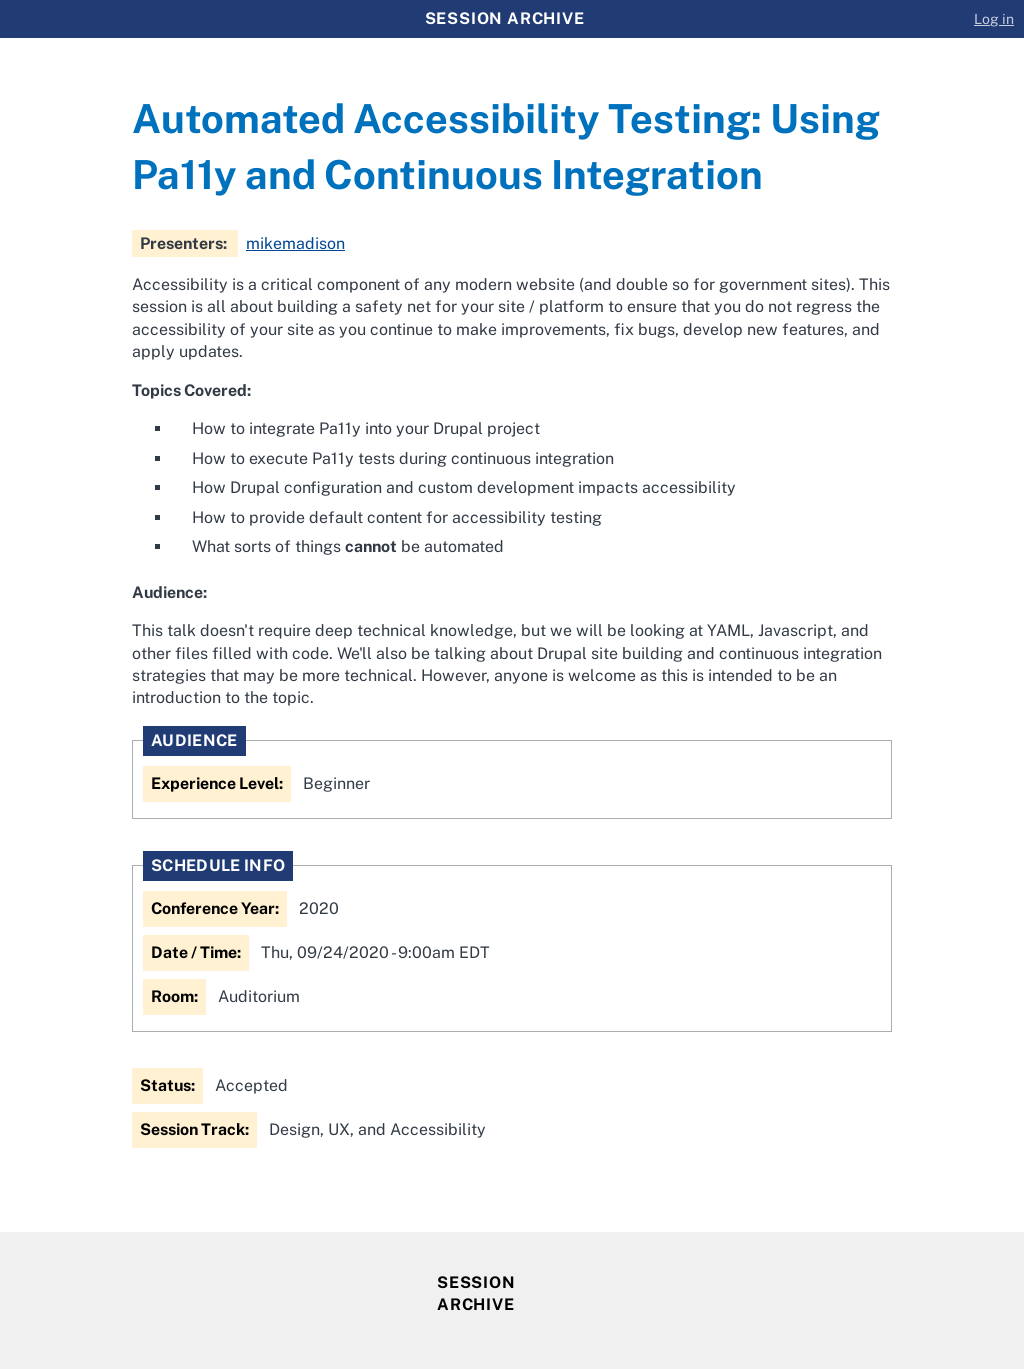 SESSION ARCHIVE
Log in
Automated Accessibility Testing: Using
Pa11y and Continuous Integration
Presenters: mikemadison
Accessibility is a critical component of any modern website (and double so for government sites). This
session is all about building a safety net for your site / platform to ensure that you do not regress the
accessibility of your site as you continue to make improvements, fix bugs, develop new features, and
apply updates.
Topics Covered:
How to integrate Pa11y into your Drupal project
How to execute Pa11y tests during continuous integration
How Drupal configuration and custom development impacts accessibility
How to provide default content for accessibility testing
What sorts of things cannot be automated
Audience:
This talk doesn't require deep technical knowledge, but we will be looking at YAML, Javascript, and
other files filled with code. We'll also be talking about Drupal site building and continuous integration
strategies that may be more technical. However, anyone is welcome as this is intended to be an
introduction to the topic.
AUDIENCE
Experience Level: Beginner
SCHEDULE INFO
Conference Year: 2020
Date / Time: Thu, 09/24/2020 - 9:00am EDT
Room: Auditorium
Status: Accepted
Session Track: Design, UX, and Accessibility
SESSION
ARCHIVE